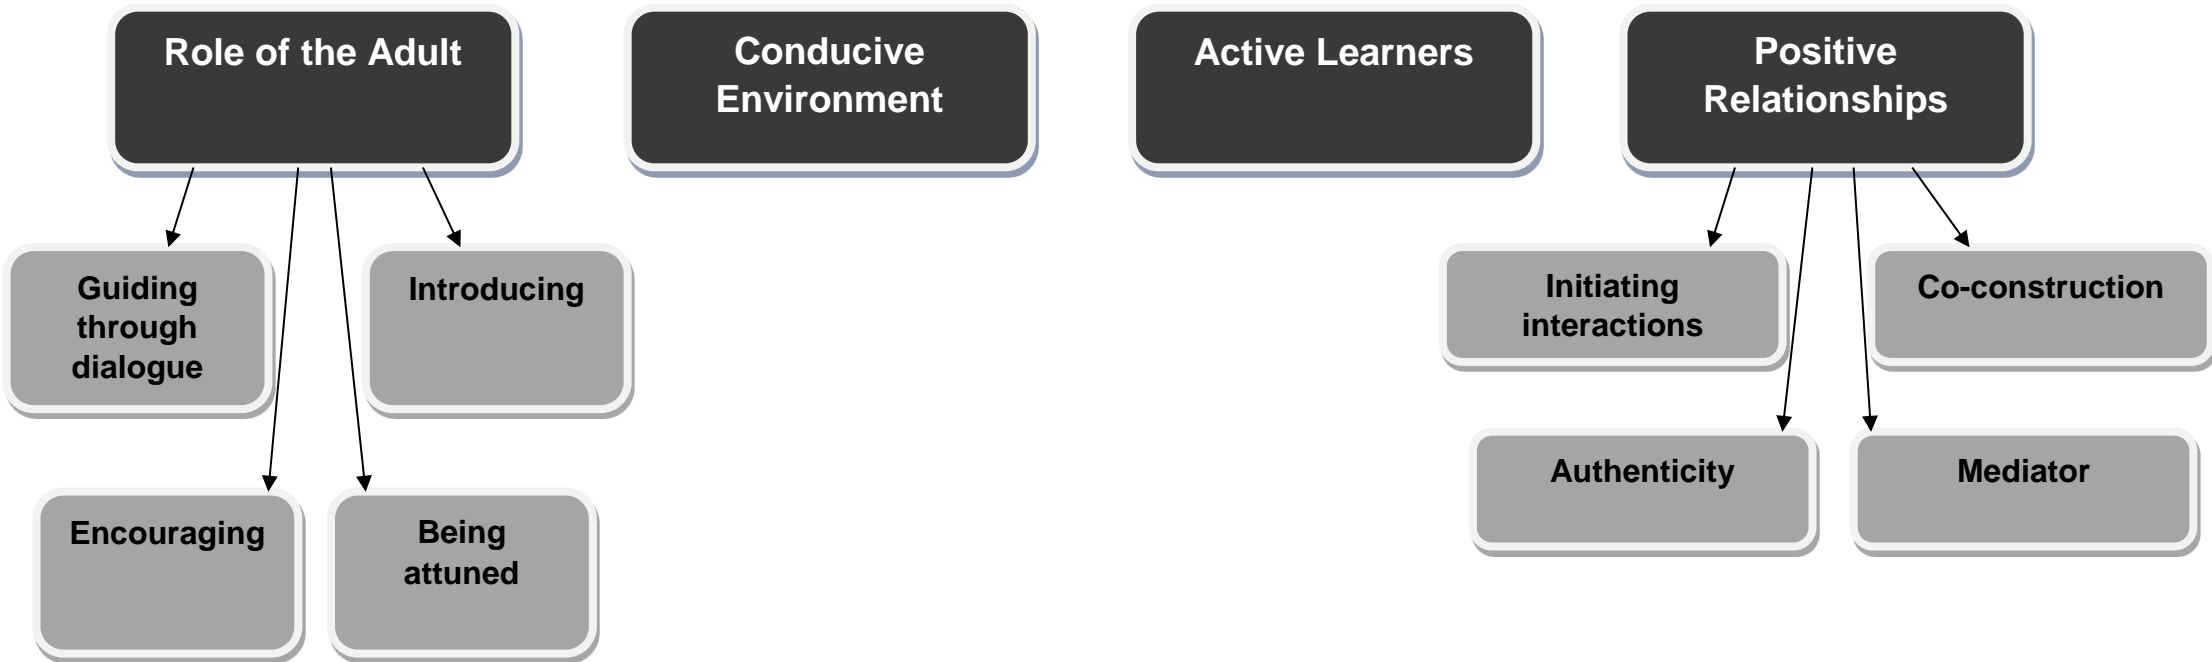 Role of the Adult
Conducive
Environment
Active Learners
Positive
Relationships
Guiding
through
dialogue
Introducing
Initiating
interactions
Co-construction
Encouraging
Being
attuned
Authenticity
Mediator